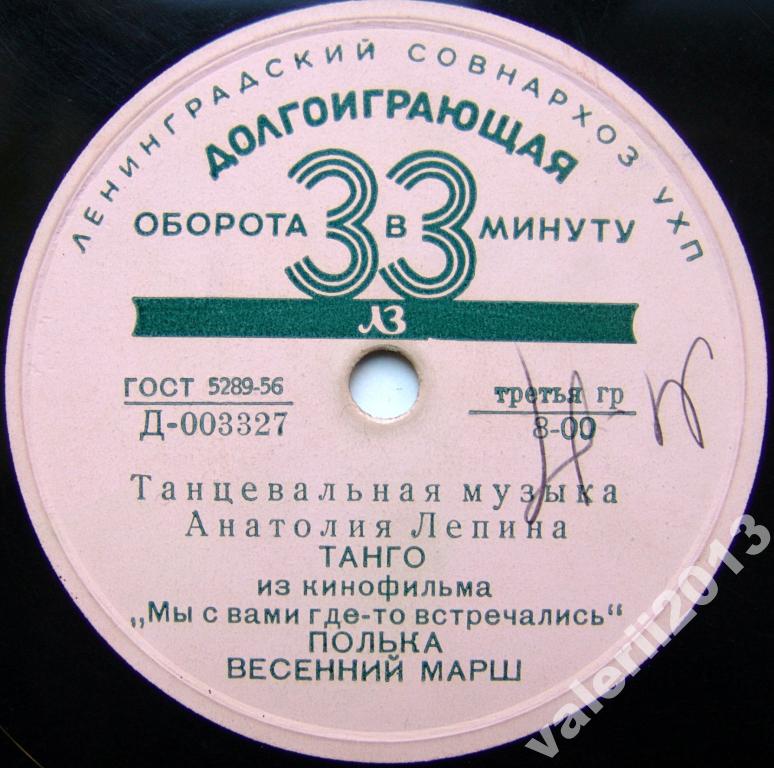 ЛЕНИНГРАДСКИЙ СОВНАРХОЗ УХП
ДОЛГОИГРАЮЩАЯ
ОБОРОТА 33 В МИНУТУ
ЛЗ
ГОСТ 5289-56
третья гр
Д-003327
8-00
Танцевальная музыка
Анатолия Лепина
ТАНГО
ИЗ КИНОФИЛЬМА
„Мы с вами где-то встречались"
ПОЛЬКА
ВЕСЕННИЙ МАРШ
valerii2013